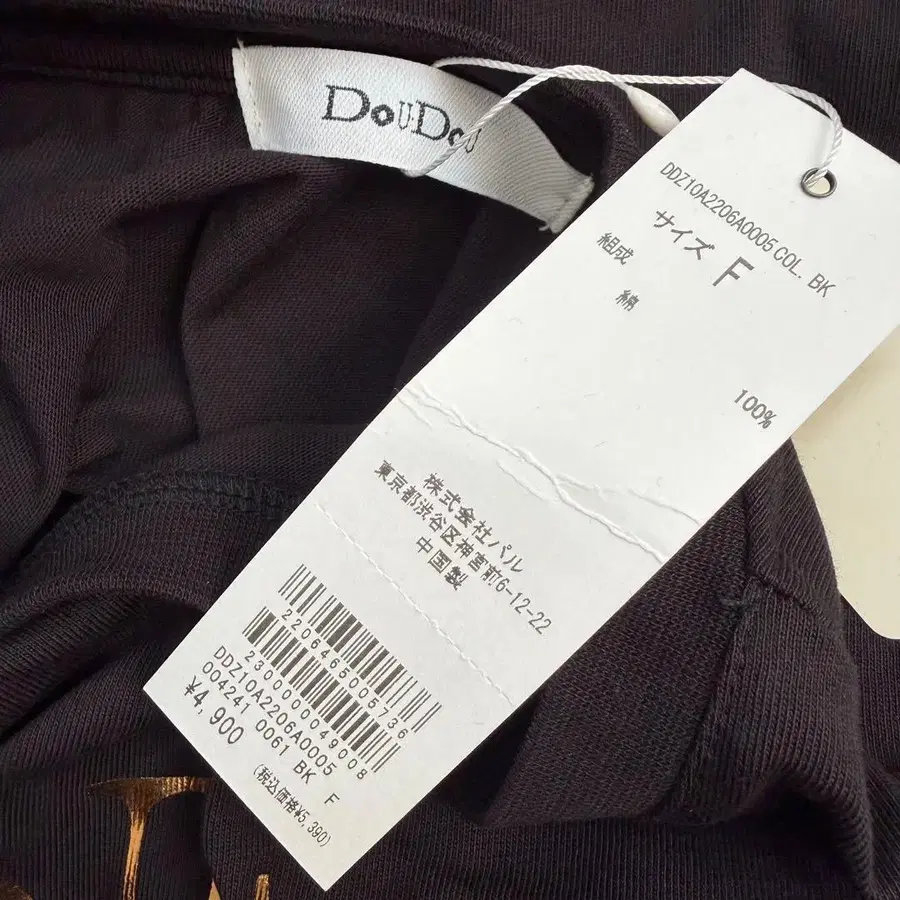 DOU·DOU
DDZ10A2206A0005 COL. BK
サイズ F
組成
綿
100%
株式会社パル
東京都渋谷区神宮前6-12-22
中国製
2206465005736
2300000049008
DDZ10A2206A0005
004241 0061 BK F
¥4,900
(税込価格¥5,390)